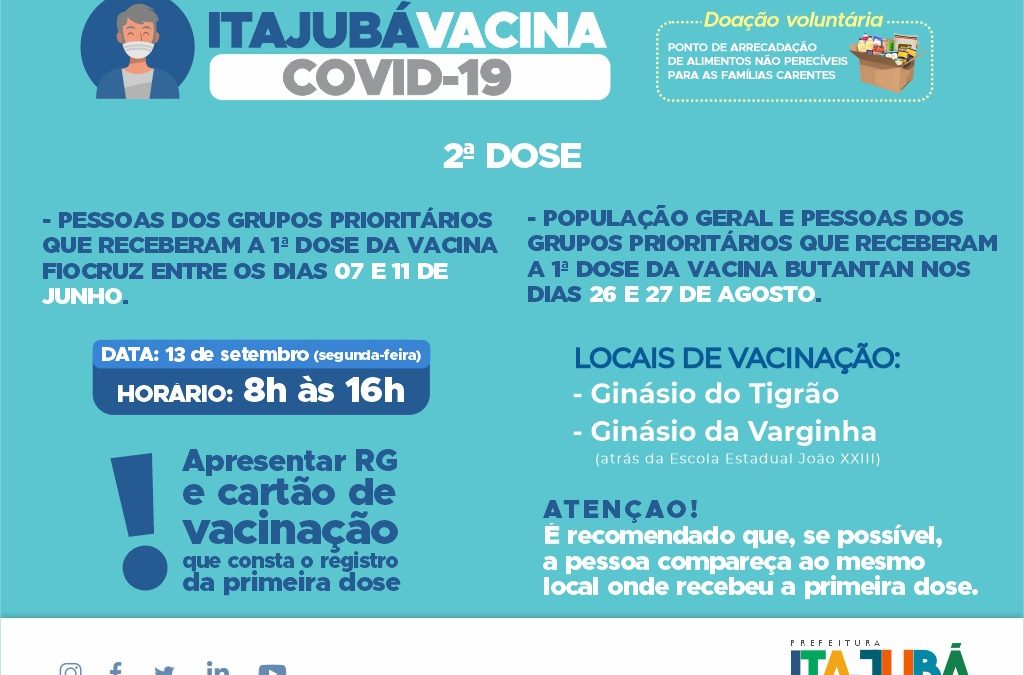 ITAJUBÁVACINA
COVID-19
Doação voluntária
PONTO DE ARRECADAÇÃO
DE ALIMENTOS NÃO PERECÍVEIS
PARA AS FAMÍLIAS CARENTES
2ª DOSE
- PESSOAS DOS GRUPOS PRIORITÁRIOS
QUE RECEBERAM A 1ª DOSE DA VACINA
FIOCRUZ ENTRE OS DIAS 07 E 11 DE
JUNHO.
- POPULAÇÃO GERAL E PESSOAS DOS
GRUPOS PRIORITÁRIOS QUE RECEBERAM
A 1ª DOSE DA VACINA BUTANTAN NOS
DIAS 26 E 27 DE AGOSTO.
DATA: 13 de setembro (segunda-feira)
HORÁRIO: 8h às 16h
LOCAIS DE VACINAÇÃO:
- Ginásio do Tigrão
- Ginásio da Varginha
(atrás da Escola Estadual João XXIII)
! Apresentar RG
e cartão de
vacinação
que consta o registro
da primeira dose
ATENÇAO!
É recomendado que, se possível,
a pessoa compareça ao mesmo
local onde recebeu a primeira dose.
PREFEITURA
ITAJUBÁ